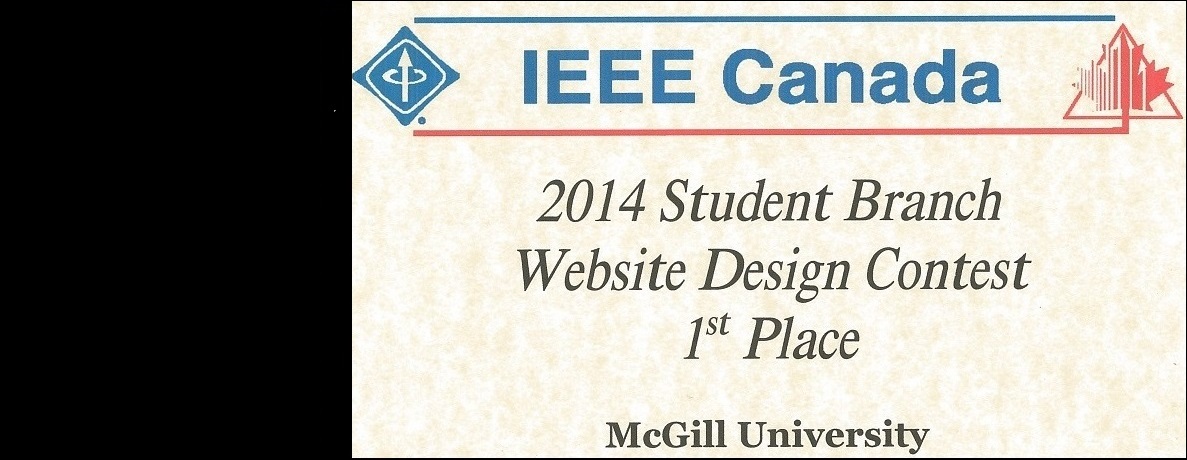 IEEE Canada
2014 Student Branch
Website Design Contest
1st Place
McGill University